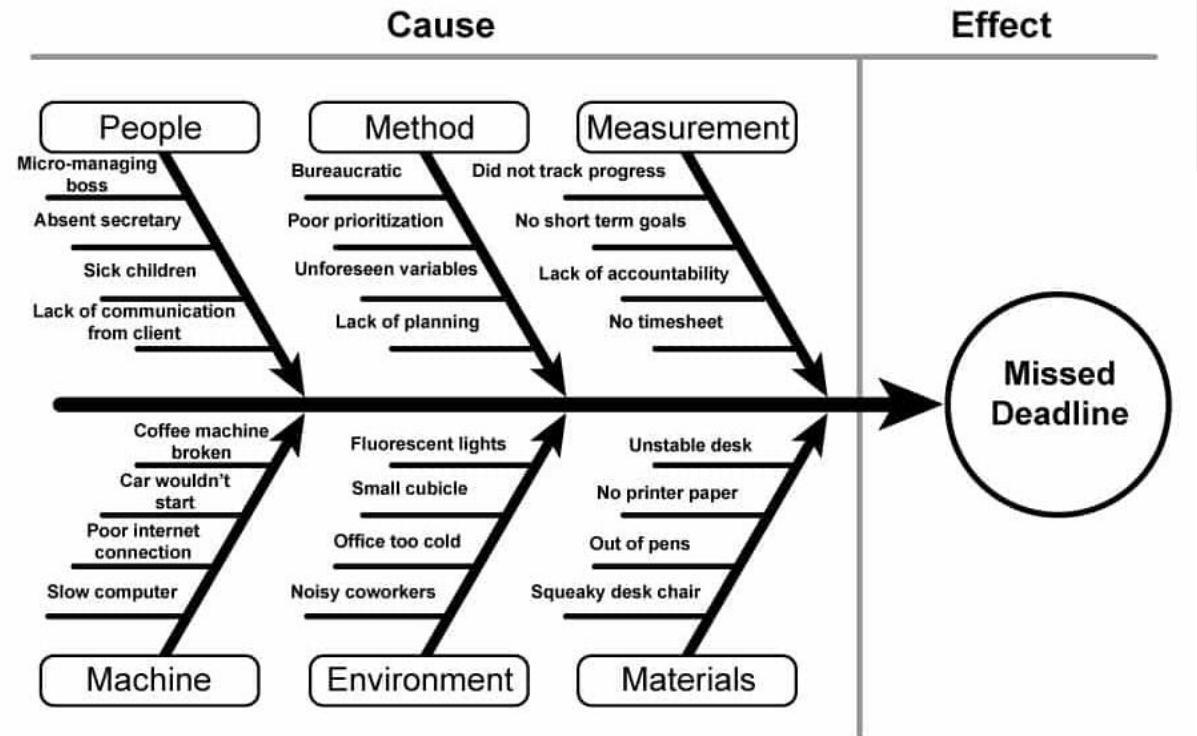 Cause
Effect
People
Method
Measurement
Micro-managing
boss
Absent secretary
Sick children
Lack of communication
from client
Bureaucratic
Poor prioritization
Unforeseen variables
Lack of planning
Did not track progress
No short term goals
Lack of accountability
No timesheet
Missed
Deadline
Coffee machine
broken
Car wouldn't
start
Poor internet
connection
Slow computer
Fluorescent lights
Small cubicle
Office too cold
Noisy coworkers
Unstable desk
No printer paper
Out of pens
Squeaky desk chair
Machine
Environment
Materials